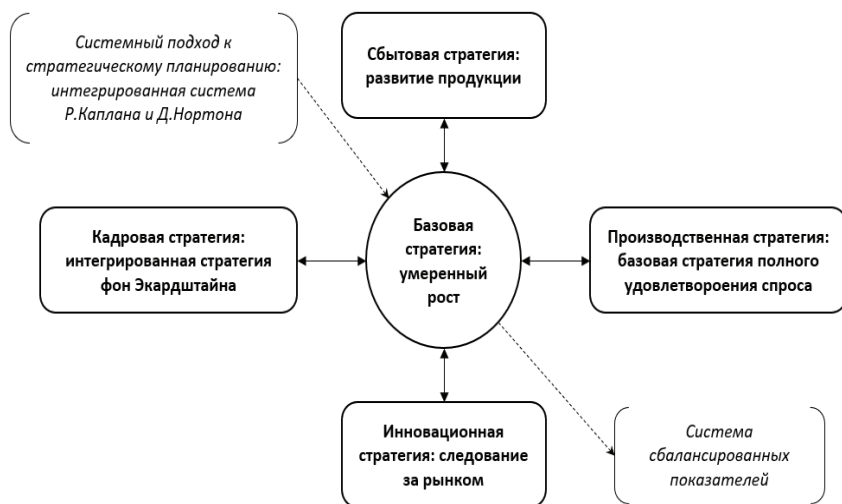 Системный подход к
стратегическому планированию:
интегрированная система
Р.Каплана и Д.Нортона
Сбытовая стратегия:
развитие продукции
Кадровая стратегия:
интегрированная стратегия
фон Экардштайна
Базовая
стратегия:
умеренный
рост
Производственная стратегия:
базовая стратегия полного
удовлетвороения спроса
Инновационная
стратегия: следование
за рынком
Система
сбалансированных
показателей